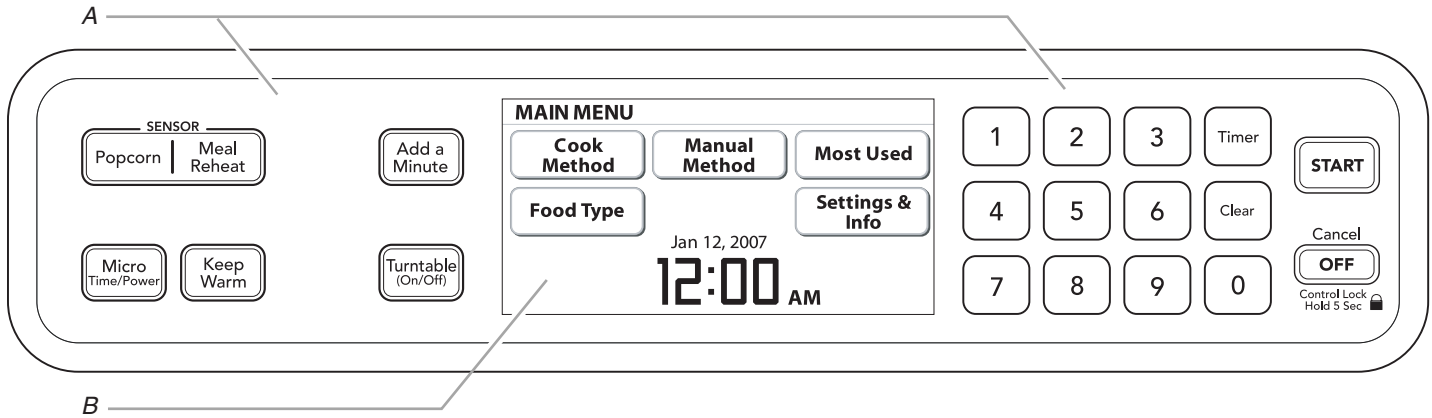 A
SENSOR
Popcorn
Meal
Reheat
Add a
Minute
Micro
Time/Power
Keep
Warm
Turntable
(On/Off)
MAIN MENU
Cook
Method
Manual
Method
Most Used
Food Type
Settings &
Info
Jan 12, 2007
12:00 AM
1 2 3 Timer
4 5 6 Clear
7 8 9 0
START
Cancel
OFF
Control Lock
Hold 5 Sec
B